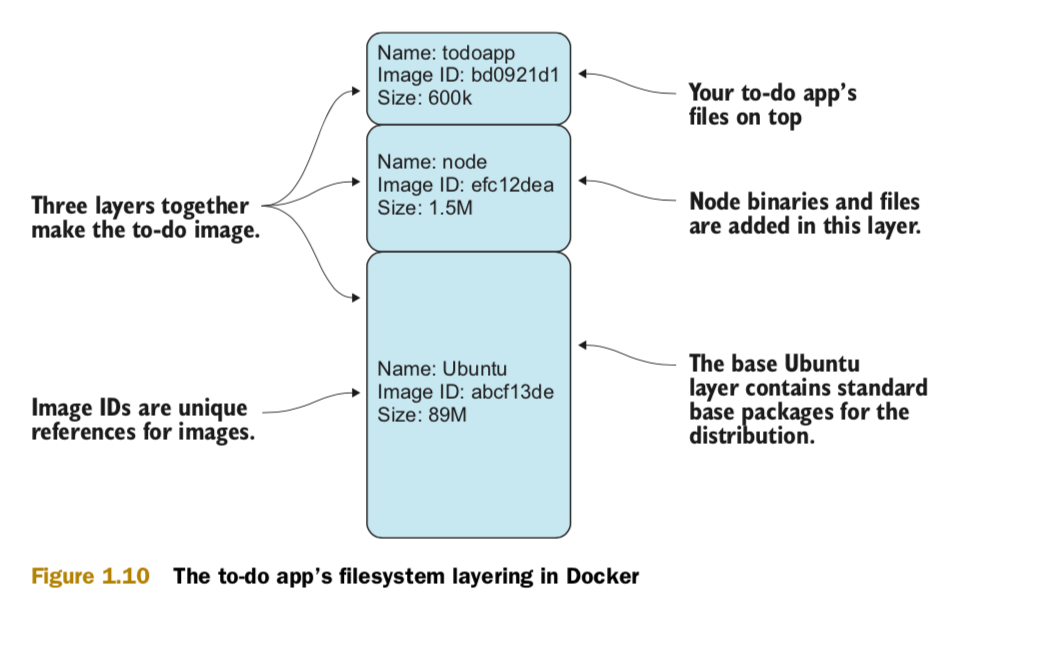 Name: todoapp
Image ID: bd0921d1
Size: 600k
Your to-do app’s
files on top
Name: node
Image ID: efc12dea
Size: 1.5M
Three layers together
make the to-do image.
Node binaries and files
are added in this layer.
Name: Ubuntu
Image ID: abcf13de
Size: 89M
Image IDs are unique
references for images.
The base Ubuntu
layer contains standard
base packages for the
distribution.
Figure 1.10 The to-do app’s filesystem layering in Docker